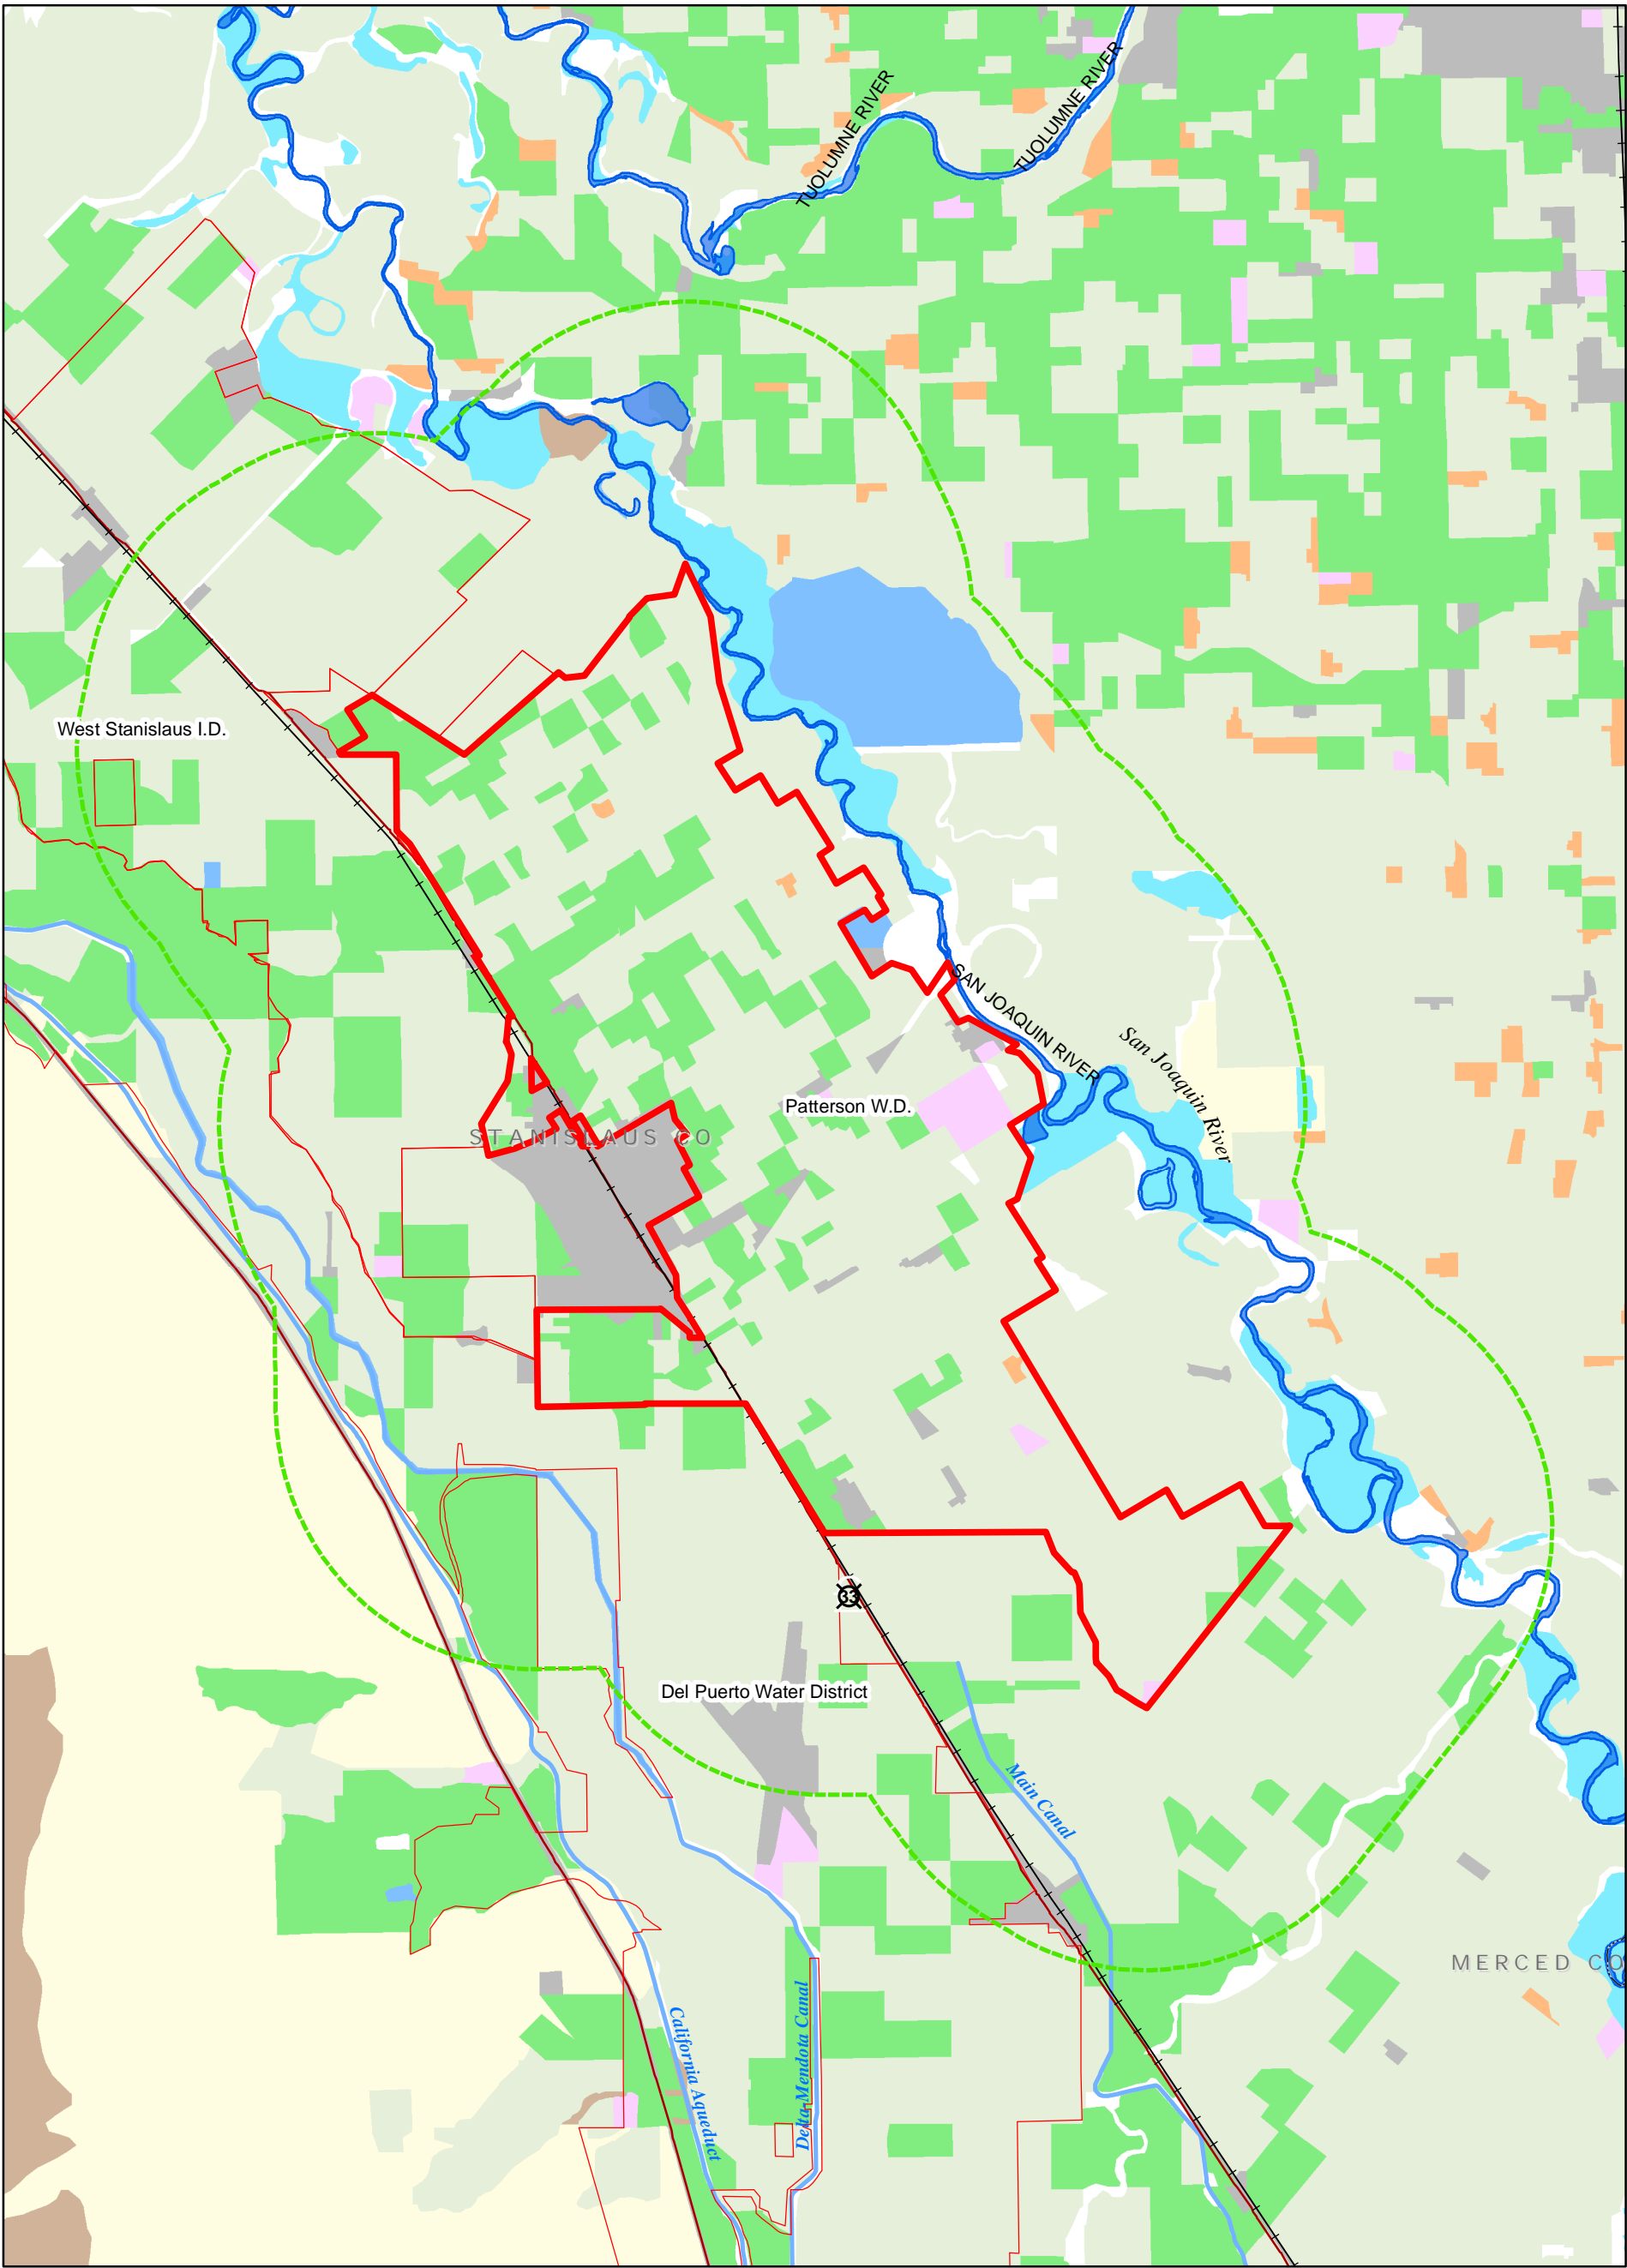 TUOLUMNE RIVER
TUOLUMNE RIVER
West Stanislaus I.D.
SAN JOAQUIN RIVER
San Joaquin River
Patterson W.D.
STANISLAUS CO
33
Del Puerto Water District
Main Canal
MERCED CO
California Aqueduct
Delta-Mendota Canal